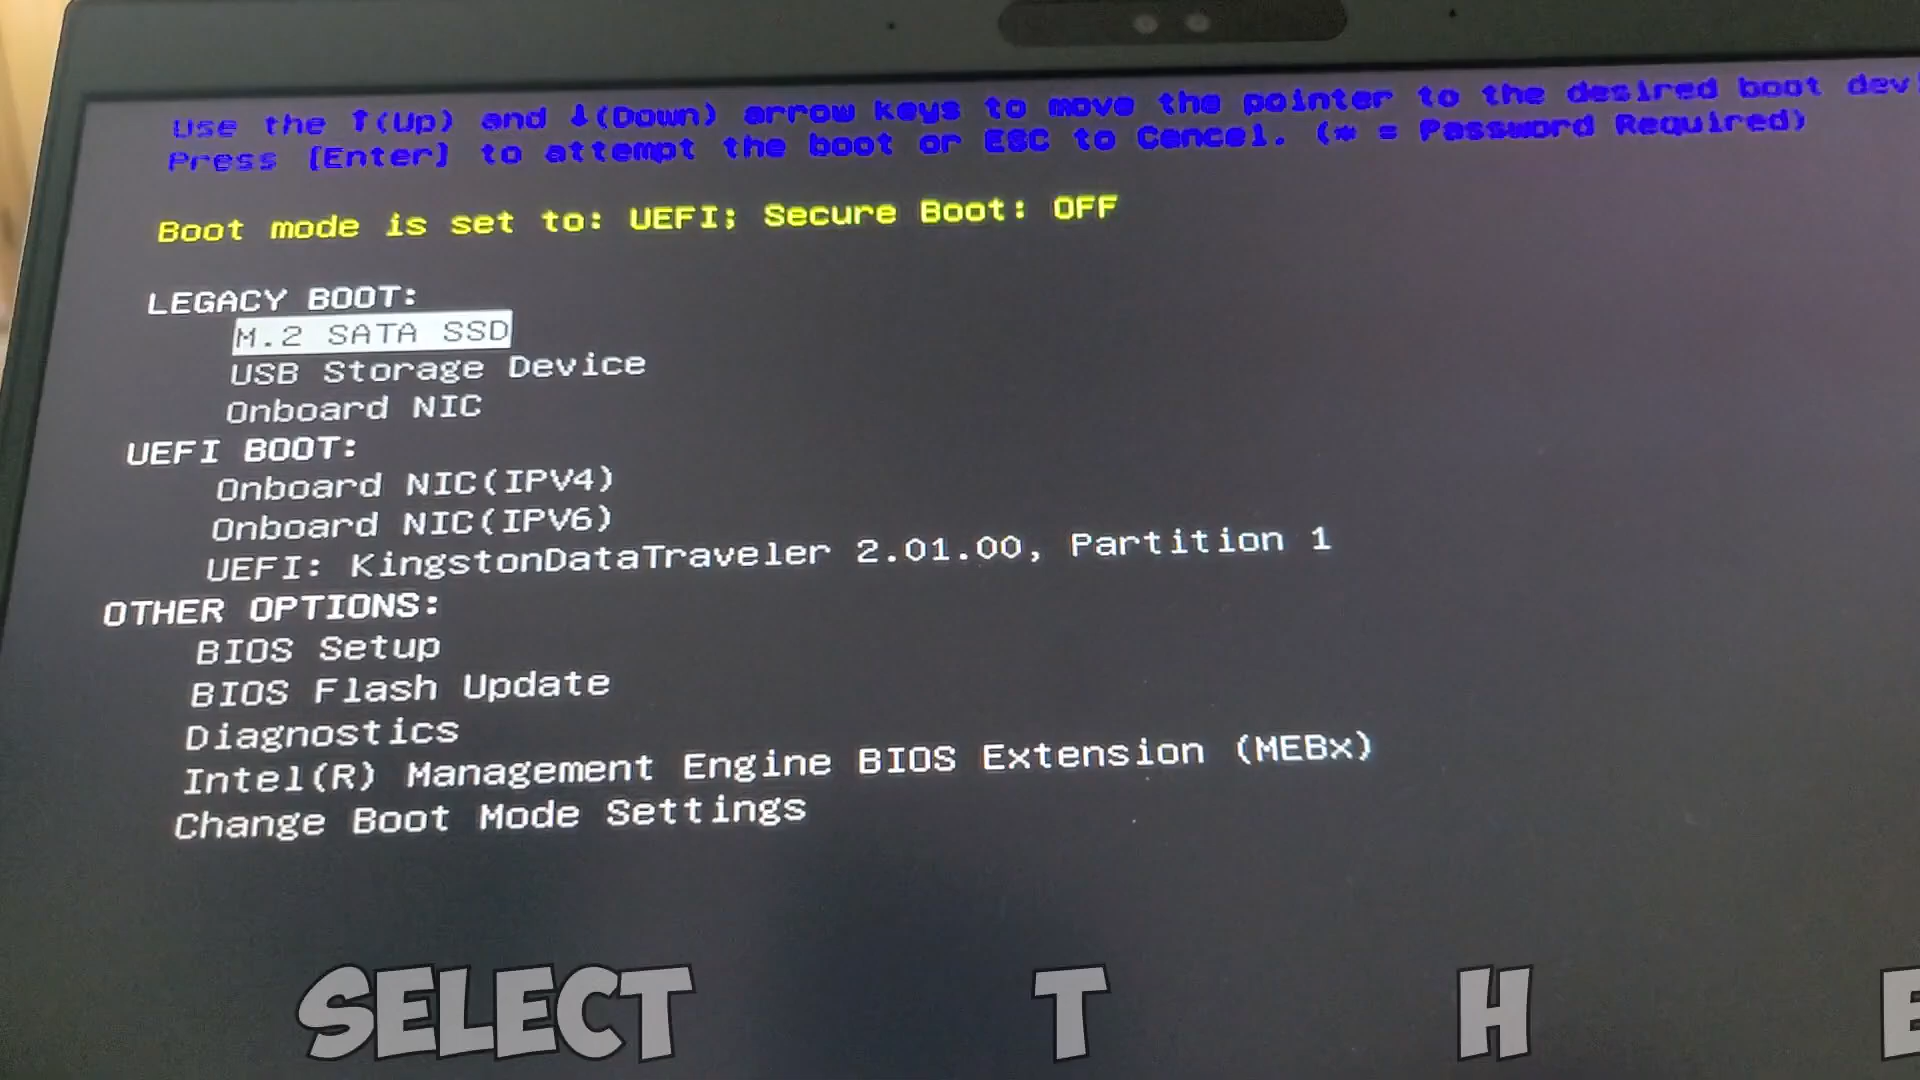 Use the ↑(Up) and ↓(Down) arrow keys to move the pointer to the desired boot
Press [Enter] to attempt the boot or ESC to Cancel. (* = Password Required)
Boot mode is set to: UEFI; Secure Boot: OFF
LEGACY BOOT:
M.2 SATA SSD
USB Storage Device
Onboard NIC
UEFI BOOT:
Onboard NIC(IPV4)
Onboard NIC(IPV6)
UEFI: KingstonDataTraveler 2.01.00, Partition 1
OTHER OPTIONS:
BIOS Setup
BIOS Flash Update
Diagnostics
Intel(R) Management Engine BIOS Extension (MEBx)
Change Boot Mode Settings
SELECT T H E